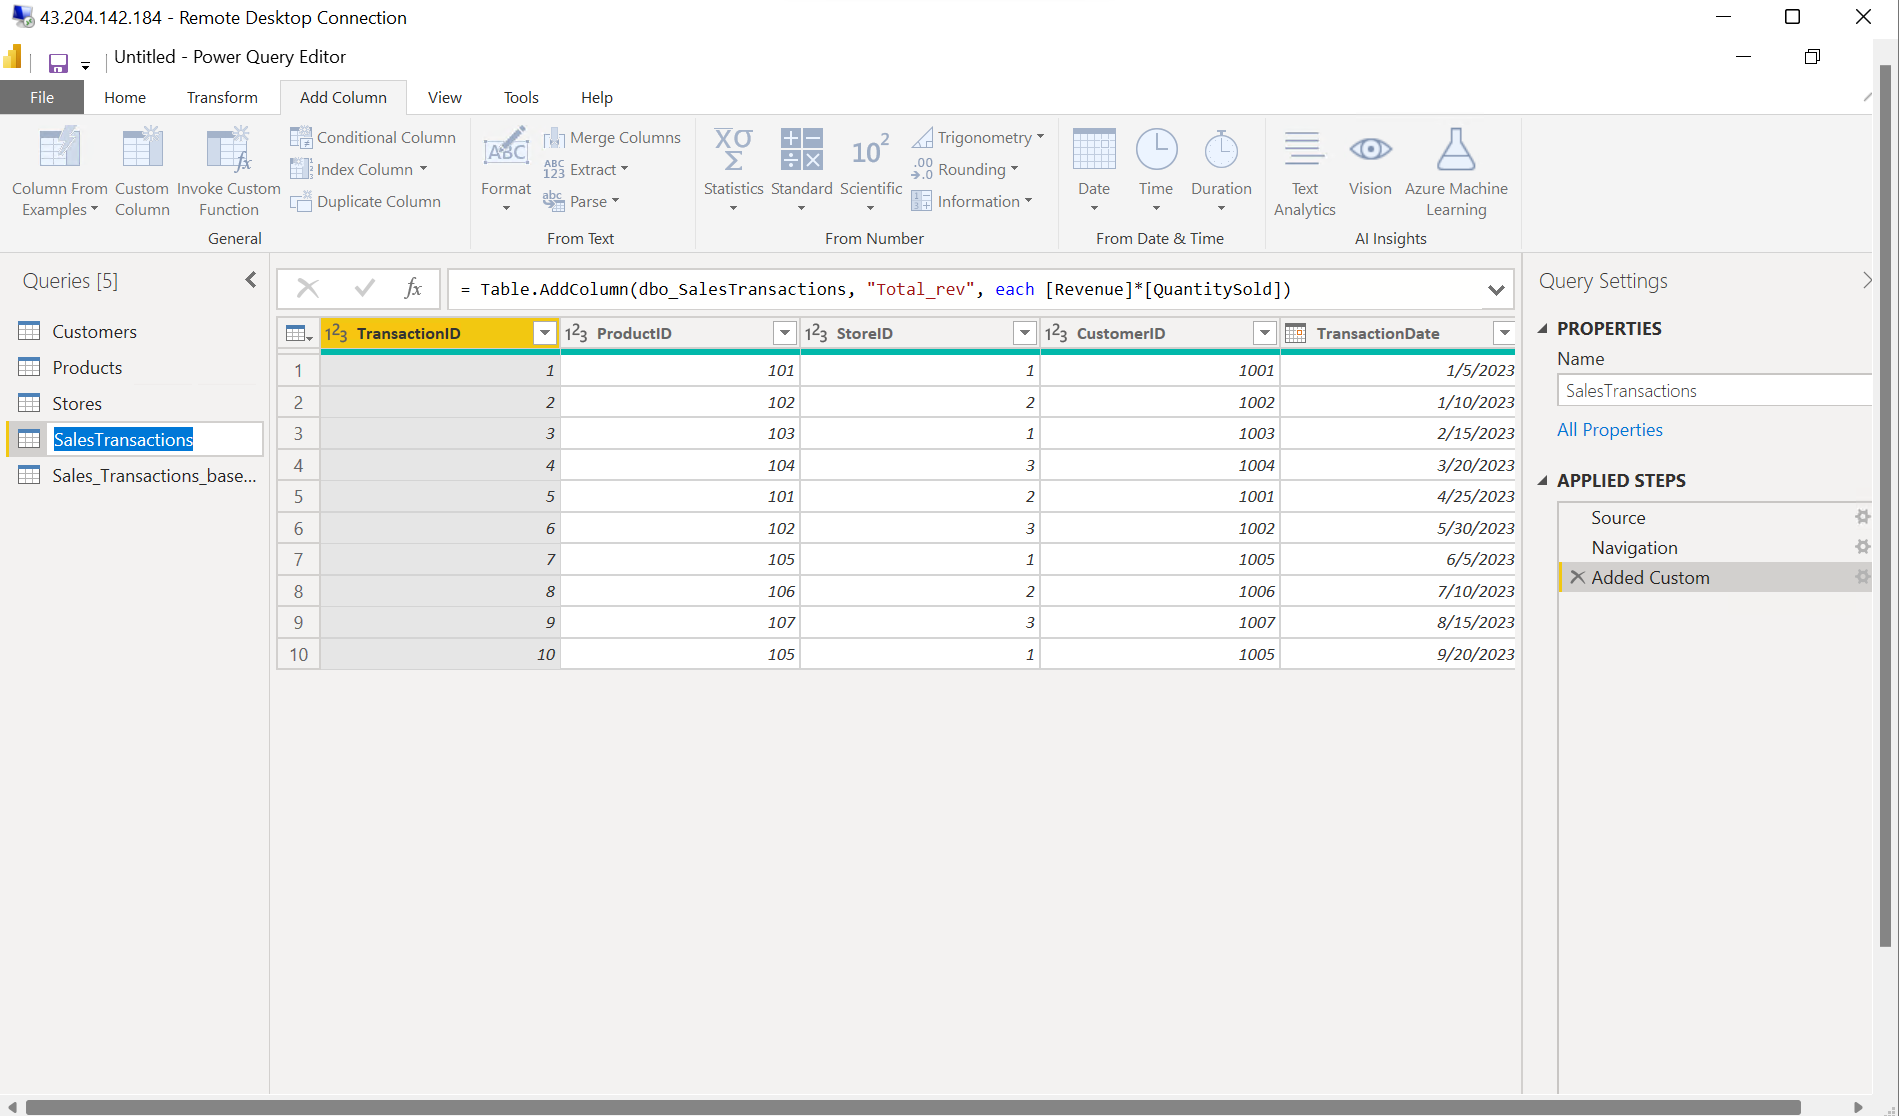 43.204.142.184 - Remote Desktop Connection
Untitled - Power Query Editor
File Home Transform Add Column View Tools Help
Column From Examples
Custom Column
Invoke Custom Function
Conditional Column
Index Column
Duplicate Column
General
Format
Merge Columns
Extract
Parse
From Text
Statistics
Standard
Scientific
Trigonometry
Rounding
Information
From Number
Date
Time
Duration
From Date & Time
Text Analytics
Vision
Azure Machine Learning
AI Insights
Queries [5]
Customers
Products
Stores
SalesTransactions
Sales_Transactions_base...
fx = Table.AddColumn(dbo_SalesTransactions, "Total_rev", each [Revenue]*[QuantitySold])
TransactionID ProductID StoreID CustomerID TransactionDate
1 1 101 1 1001 1/5/2023
2 2 102 2 1002 1/10/2023
3 3 103 1 1003 2/15/2023
4 4 104 3 1004 3/20/2023
5 5 101 2 1001 4/25/2023
6 6 102 3 1002 5/30/2023
7 7 105 1 1005 6/5/2023
8 8 106 2 1006 7/10/2023
9 9 107 3 1007 8/15/2023
10 10 105 1 1005 9/20/2023
Query Settings
PROPERTIES
Name
SalesTransactions
All Properties
APPLIED STEPS
Source
Navigation
Added Custom